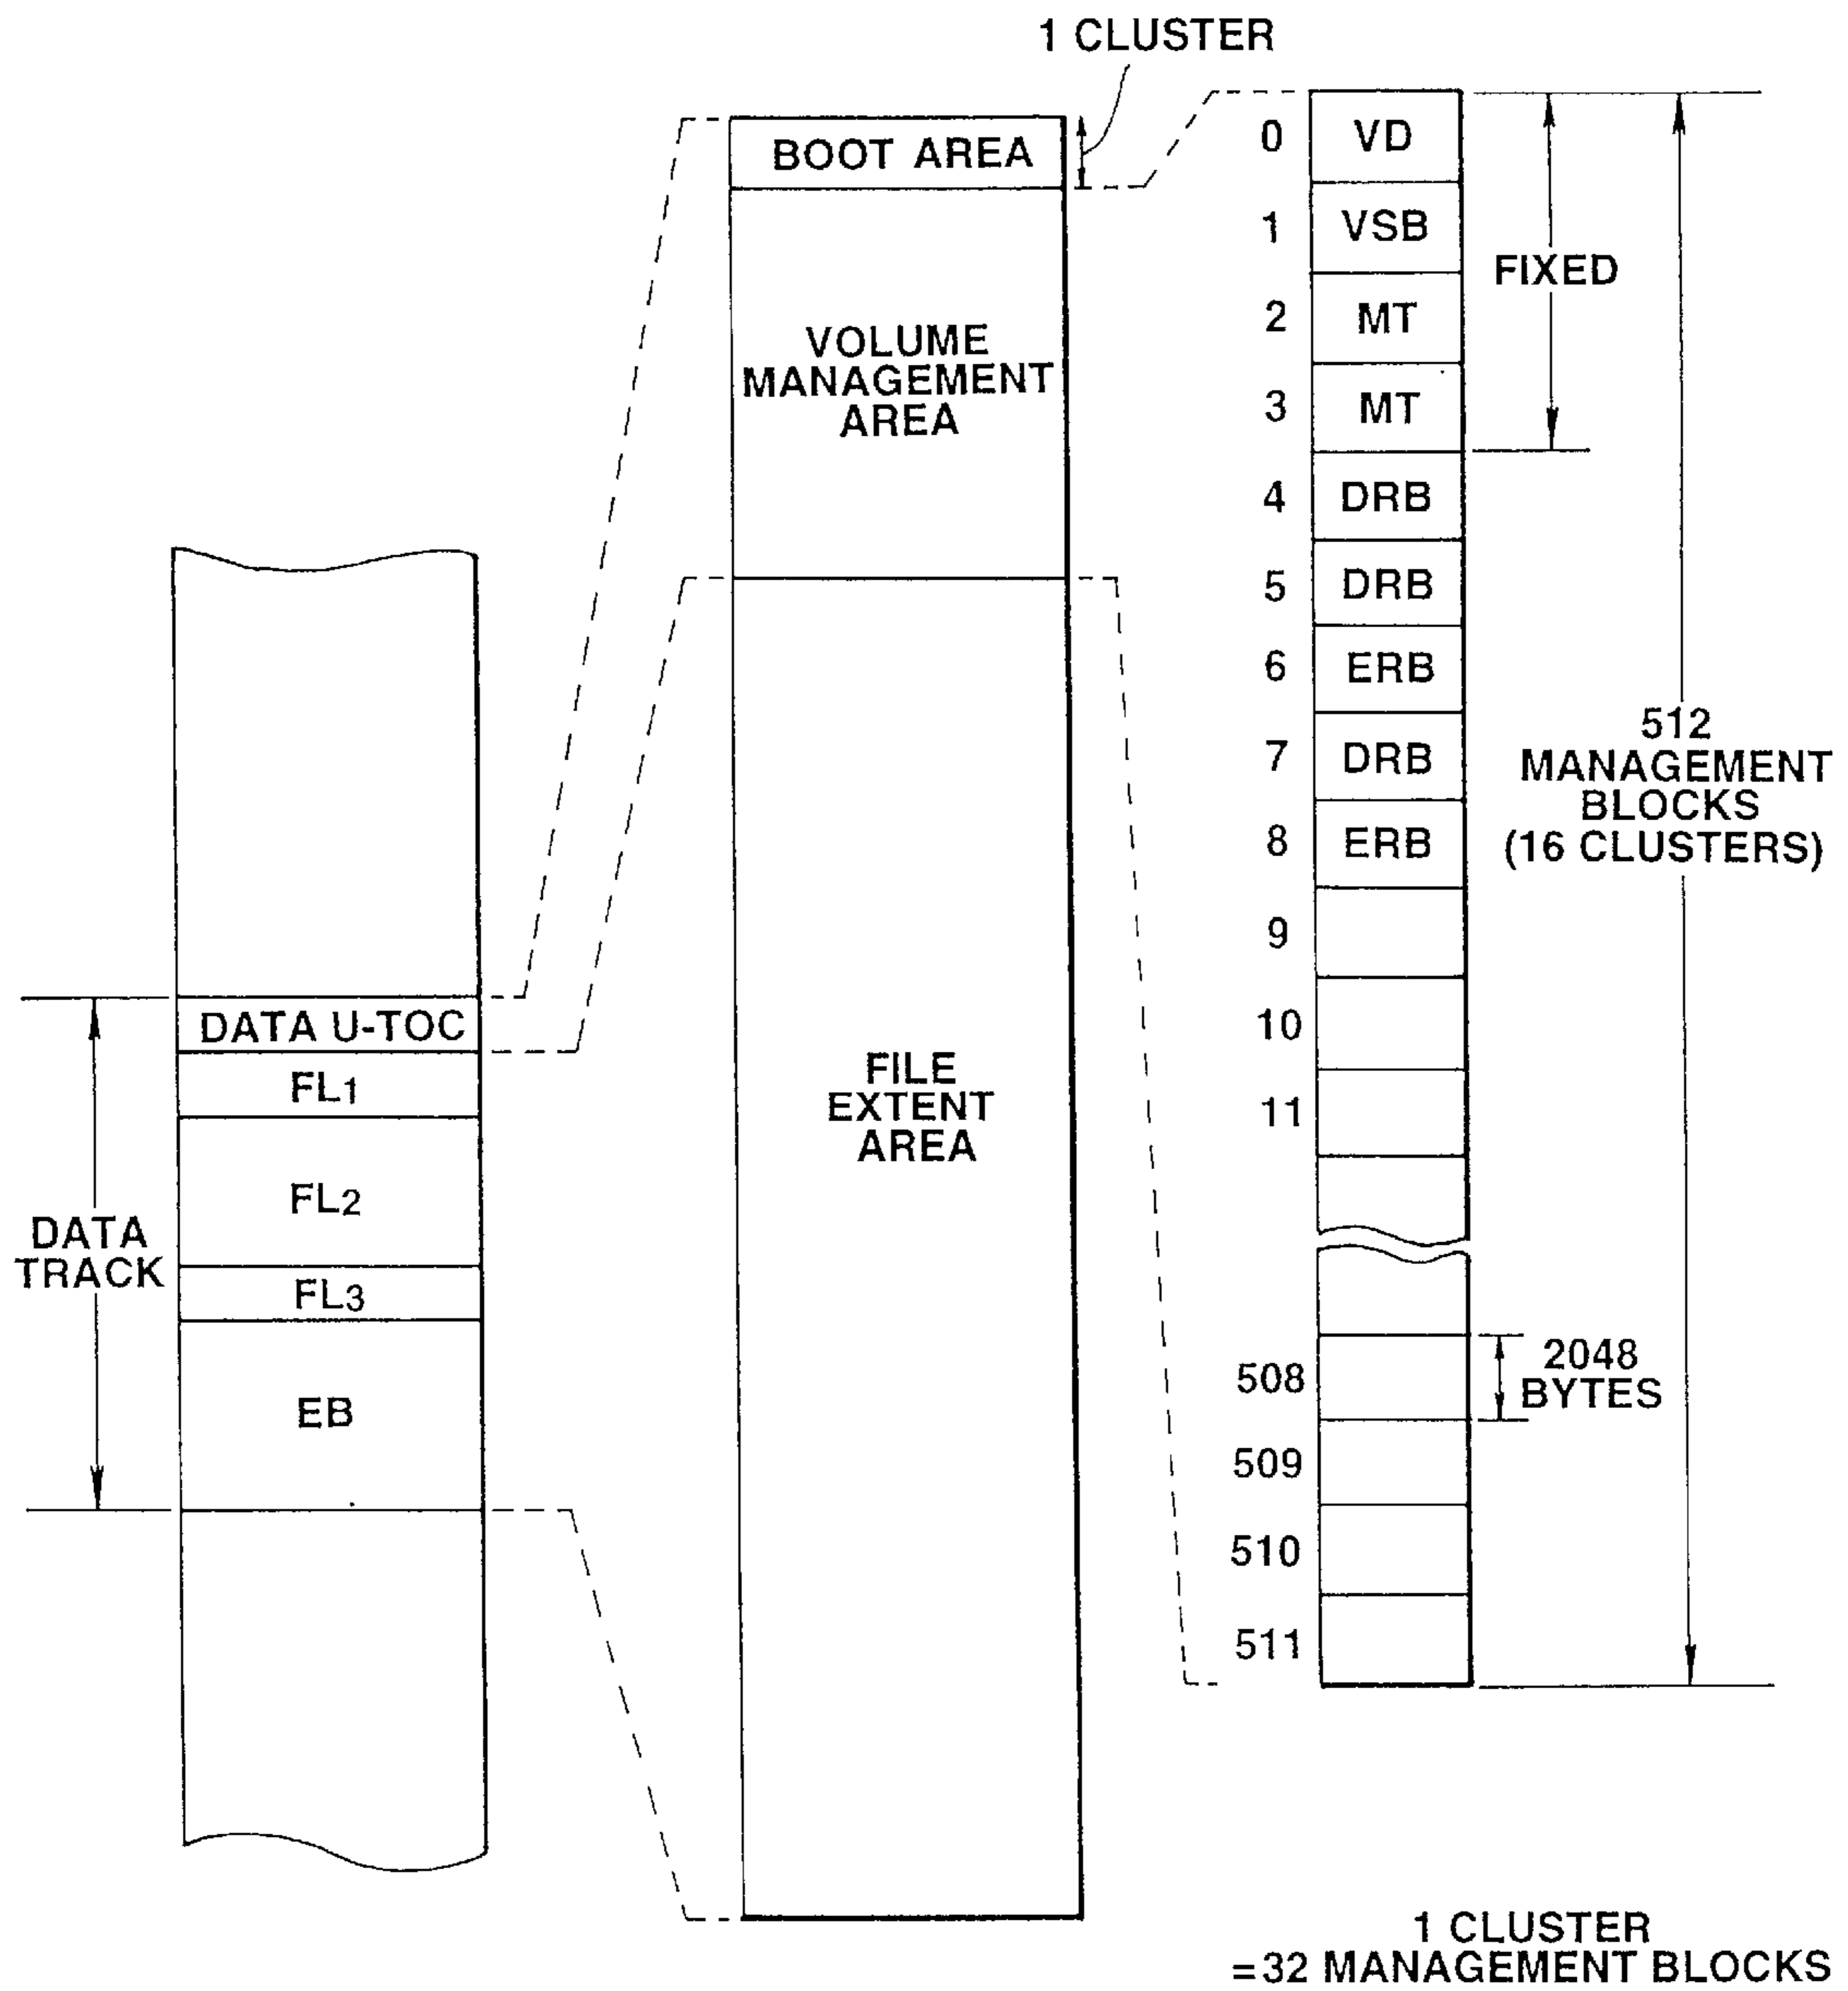 1 CLUSTER
BOOT AREA
VOLUME
MANAGEMENT
AREA
FILE
EXTENT
AREA
DATA U-TOC
FL1
FL2
FL3
EB
DATA
TRACK
0 VD
1 VSB
2 MT
3 MT
4 DRB
5 DRB
6 ERB
7 DRB
8 ERB
9
10
11
508
509
510
511
FIXED
512
MANAGEMENT
BLOCKS
(16 CLUSTERS)
2048
BYTES
1 CLUSTER
=32 MANAGEMENT BLOCKS